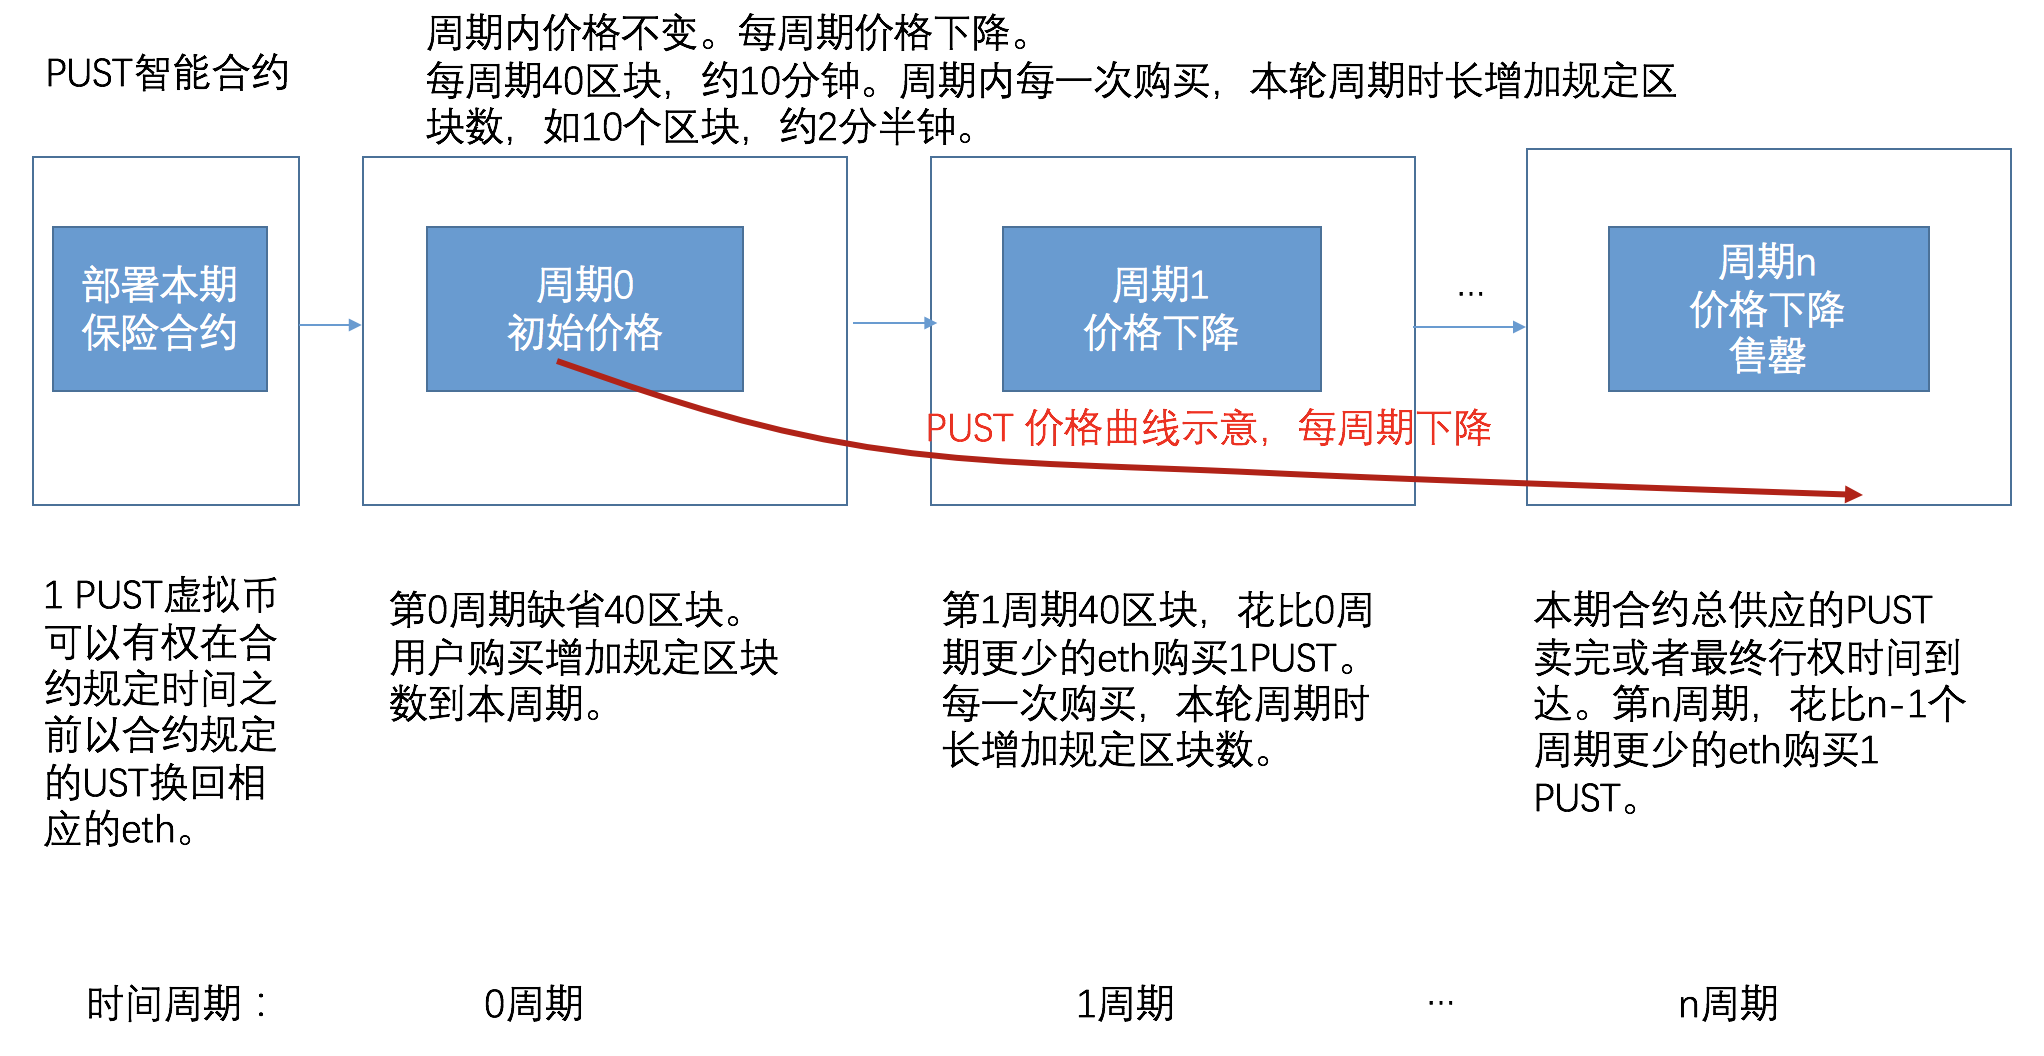 PUST智能合约
周期内价格不变。每周期价格下降。
每周期40区块，约10分钟。周期内每一次购买，本轮周期时长增加规定区
块数，如10个区块，约2分半钟。
部署本期
保险合约
周期0
初始价格
周期1
价格下降
...
周期n
价格下降
售罄
PUST 价格曲线示意，每周期下降
1 PUST虚拟币
可以有权在合
约规定时间之
前以合约规定
的UST换回相
应的eth。
第0周期缺省40区块。
用户购买增加规定区块
数到本周期。
第1周期40区块，花比0周
期更少的eth购买1PUST。
每一次购买，本轮周期时
长增加规定区块数。
本期合约总供应的PUST
卖完或者最终行权时间到
达。第n周期，花比n-1个
周期更少的eth购买1
PUST。
时间周期：
0周期
1周期
...
n周期